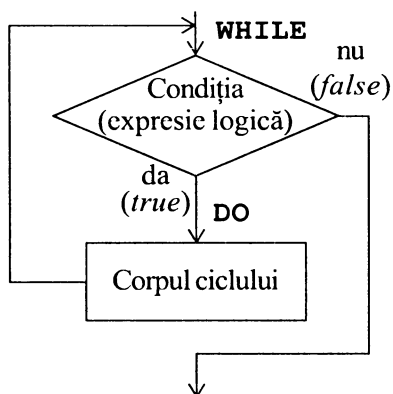 WHILE
nu
(false)
Condiția
(expresie logică)
da
(true)
DO
Corpul ciclului